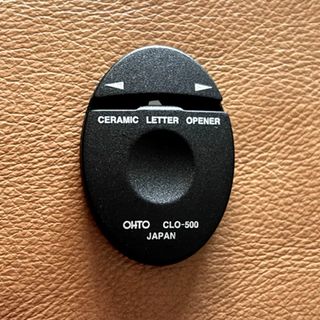 CERAMIC LETTER OPENER
OHTO CLO-500
JAPAN